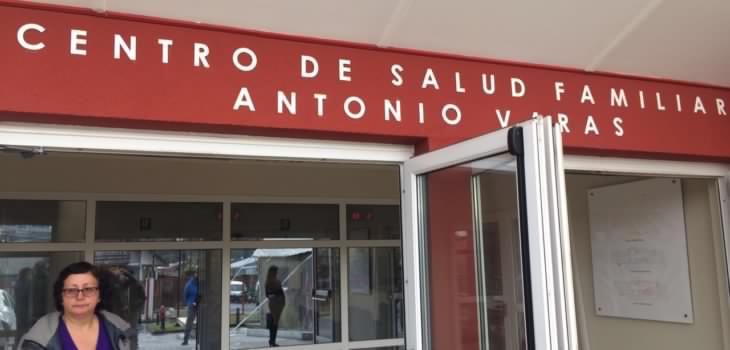 CENTRO DE SALUD FAMILIAR
ANTONIO VARAS